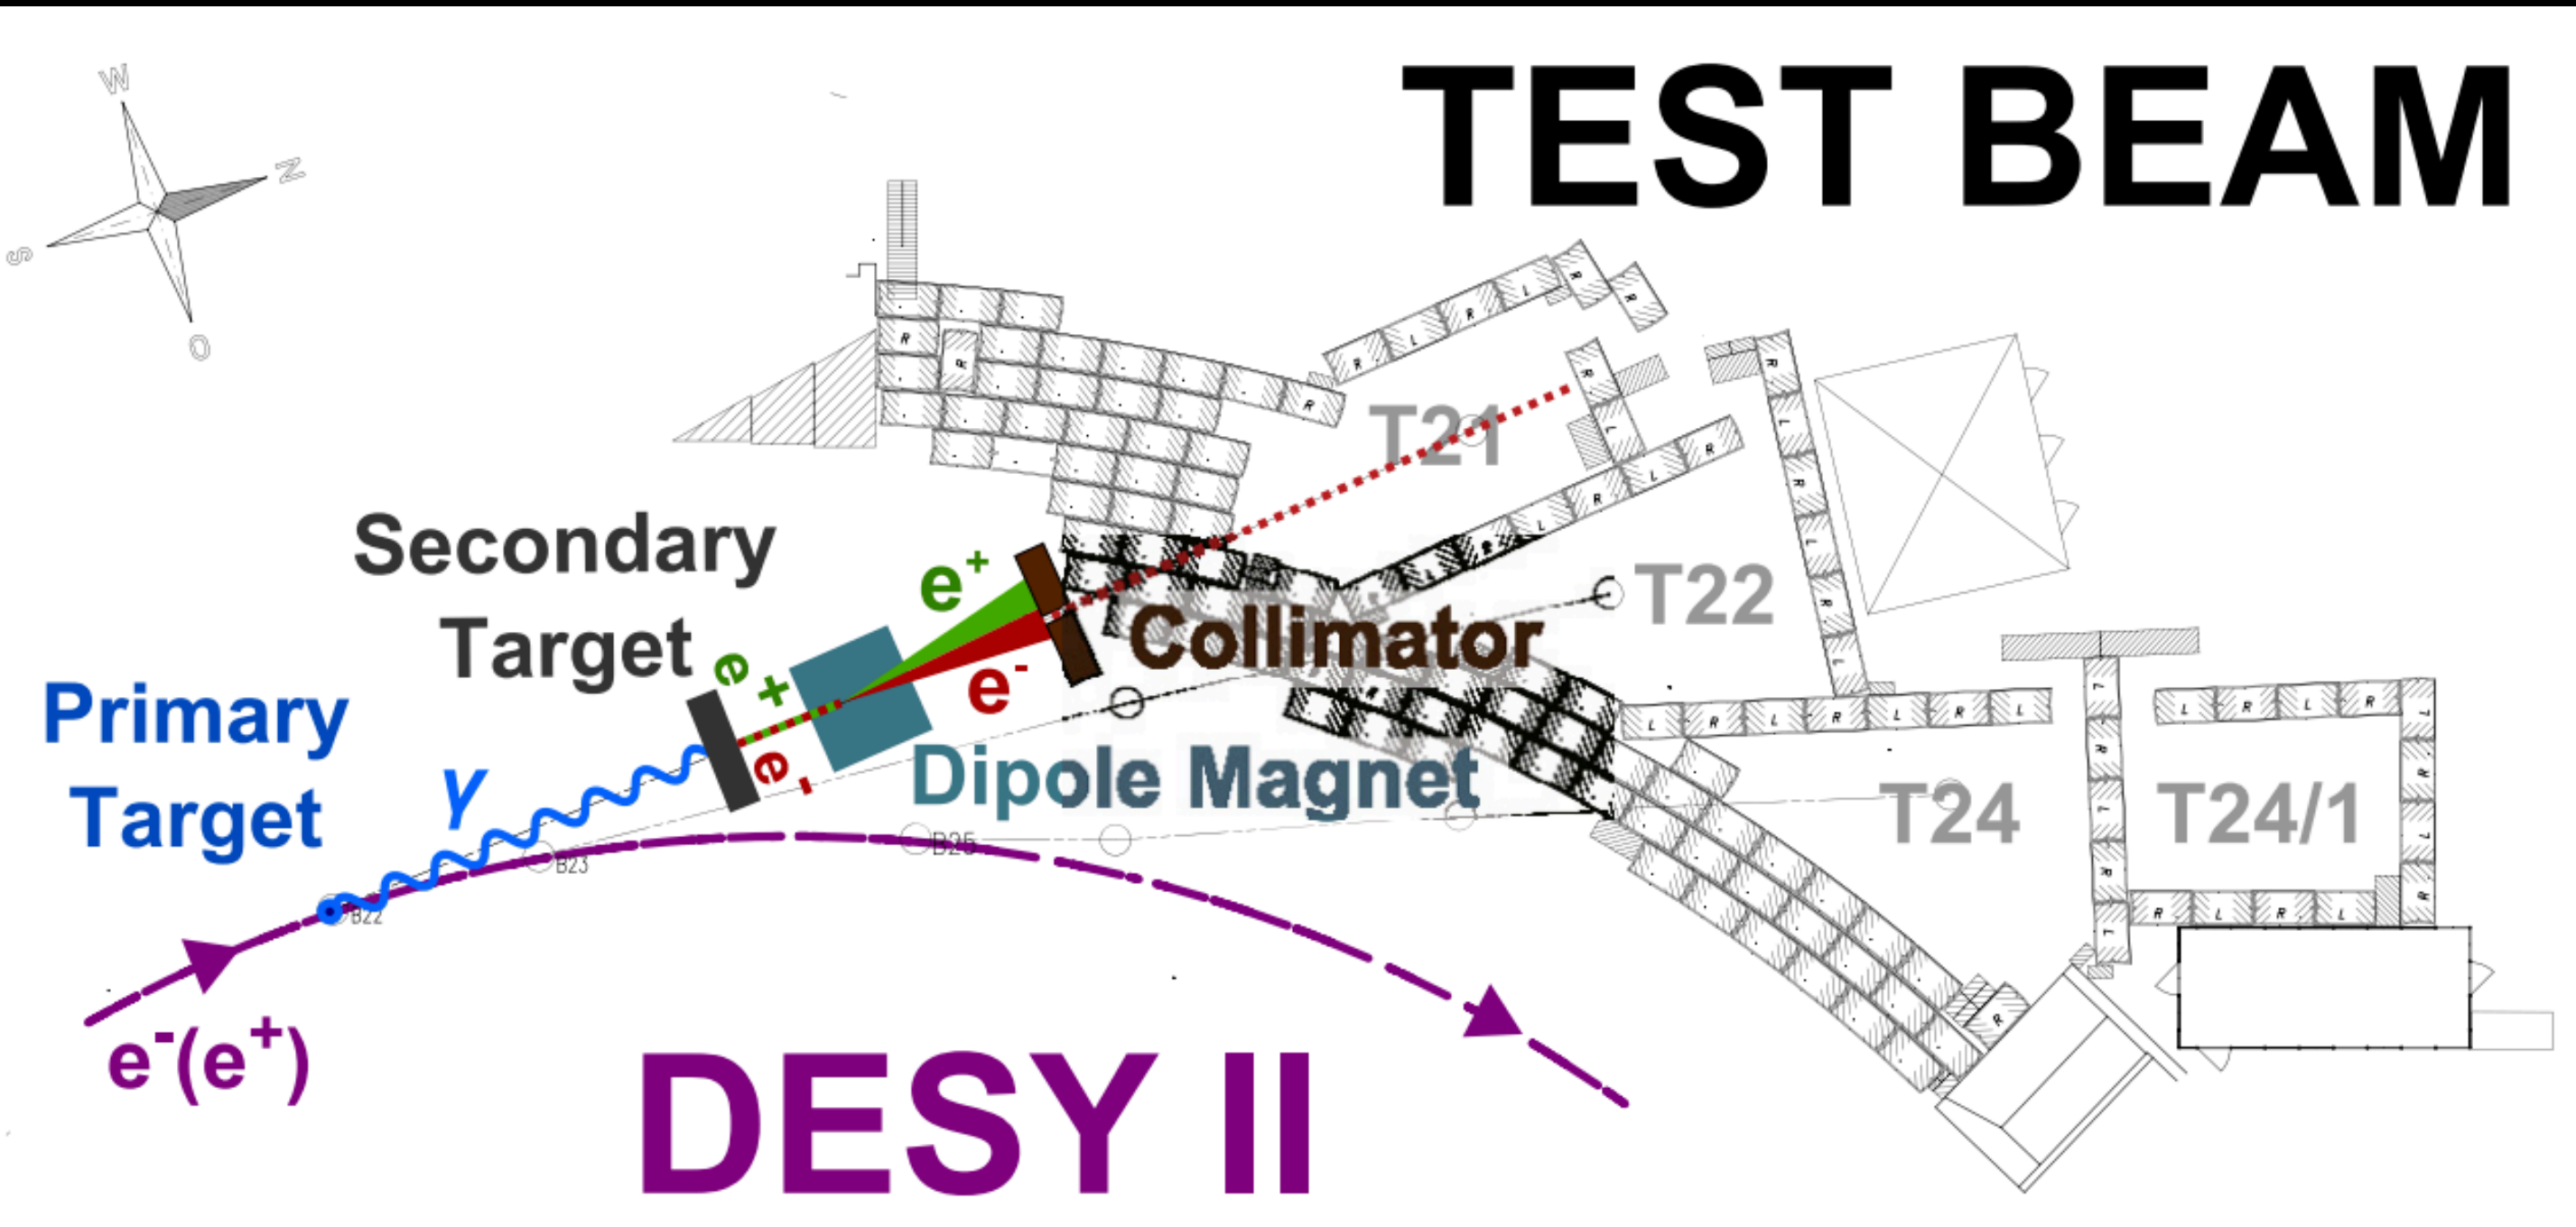 TEST BEAM
W
N
S
O
T21
Secondary
Target
e+
T22
Collimator
e+
e-
e-
Primary
Target
γ
Dipole Magnet
T24
T24/1
B25
B23
B22
e-(e+)
DESY II
R
R
R
L
R
L
R
R
R
R
L
R
L
R
L
R
L
R
L
R
L
R
L
L
R
L
R
L
R
L
L
R
L
R
L
L
R
L
R
L
R
L
R
R
L
R
L
R